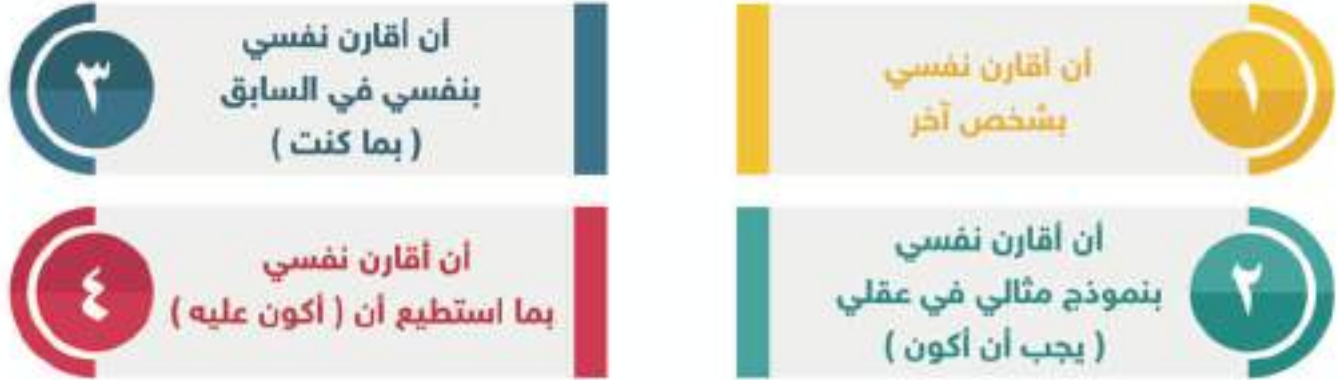 ١
أن أقارن نفسي
بشخص آخر
٢
أن أقارن نفسي
بنموذج مثالي في عقلي
( يجب أن أكون )
٣
أن أقارن نفسي
بنفسي في السابق
( بما كنت )
٤
أن أقارن نفسي
بما استطيع أن ( أكون عليه )